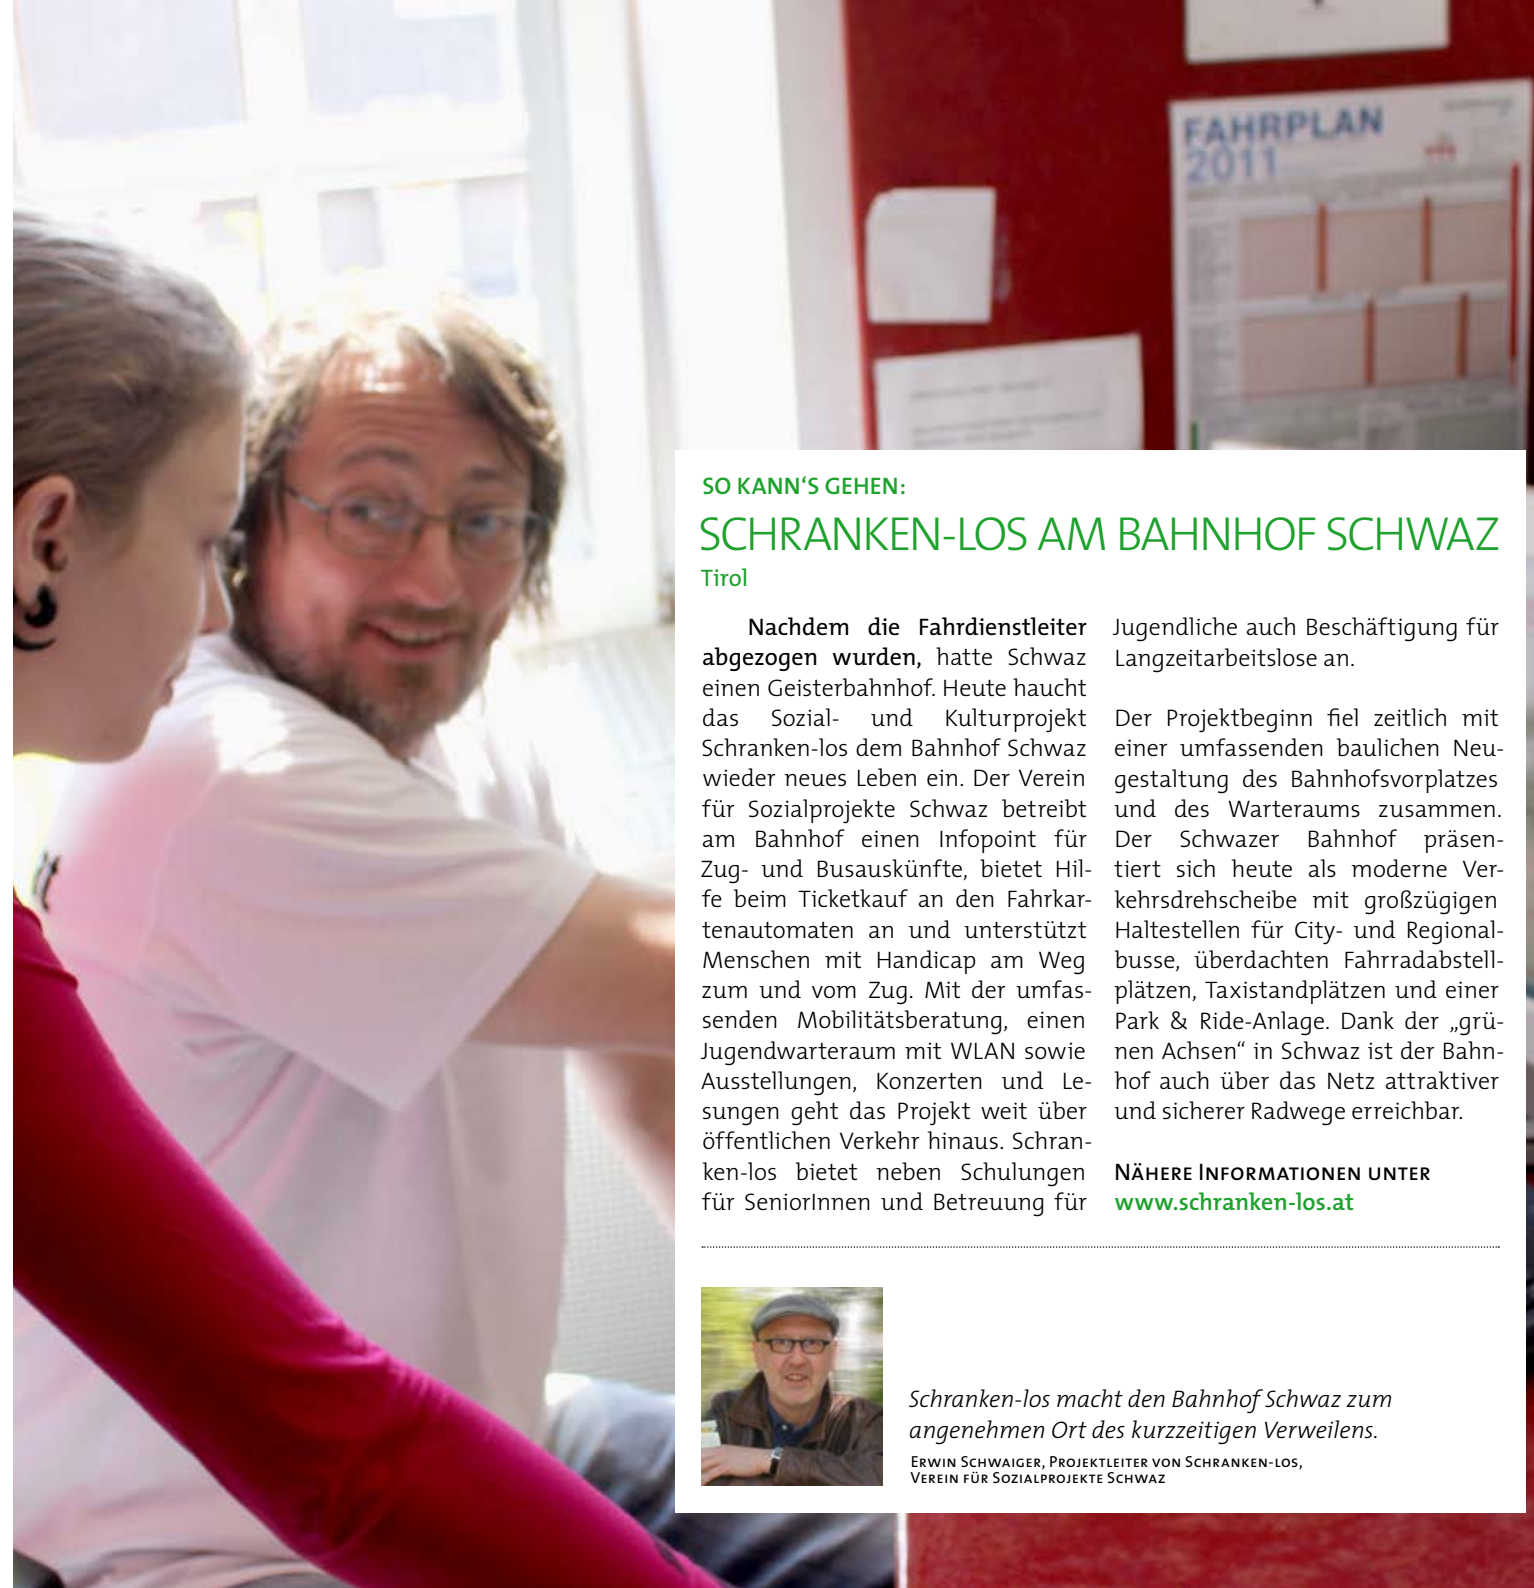 FAHRPLAN
2011
SO KANN‘S GEHEN:
SCHRANKEN-LOS AM BAHNHOF SCHWAZ
Tirol
Nachdem die Fahrdienstleiter
abgezogen wurden, hatte Schwaz
einen Geisterbahnhof. Heute haucht
das Sozial- und Kulturprojekt
Schranken-los dem Bahnhof Schwaz
wieder neues Leben ein. Der Verein
für Sozialprojekte Schwaz betreibt
am Bahnhof einen Infopoint für
Zug- und Busauskünfte, bietet Hil-
fe beim Ticketkauf an den Fahrkar-
tenautomaten an und unterstützt
Menschen mit Handicap am Weg
zum und vom Zug. Mit der umfas-
senden Mobilitätsberatung, einen
Jugendwarteraum mit WLAN sowie
Ausstellungen, Konzerten und Le-
sungen geht das Projekt weit über
öffentlichen Verkehr hinaus. Schran-
ken-los bietet neben Schulungen
für SeniorInnen und Betreuung für
Jugendliche auch Beschäftigung für
Langzeitarbeitslose an.
Der Projektbeginn fiel zeitlich mit
einer umfassenden baulichen Neu-
gestaltung des Bahnhofsvorplatzes
und des Warteraums zusammen.
Der Schwazer Bahnhof präsen-
tiert sich heute als moderne Ver-
kehrsdrehscheibe mit großzügigen
Haltestellen für City- und Regional-
busse, überdachten Fahrradabstell-
plätzen, Taxistandplätzen und einer
Park & Ride-Anlage. Dank der „grü-
nen Achsen“ in Schwaz ist der Bahn-
hof auch über das Netz attraktiver
und sicherer Radwege erreichbar.
NÄHERE INFORMATIONEN UNTER
www.schranken-los.at
Schranken-los macht den Bahnhof Schwaz zum
angenehmen Ort des kurzzeitigen Verweilens.
ERWIN SCHWAIGER, PROJEKTLEITER VON SCHRANKEN-LOS,
VEREIN FÜR SOZIALPROJEKTE SCHWAZ